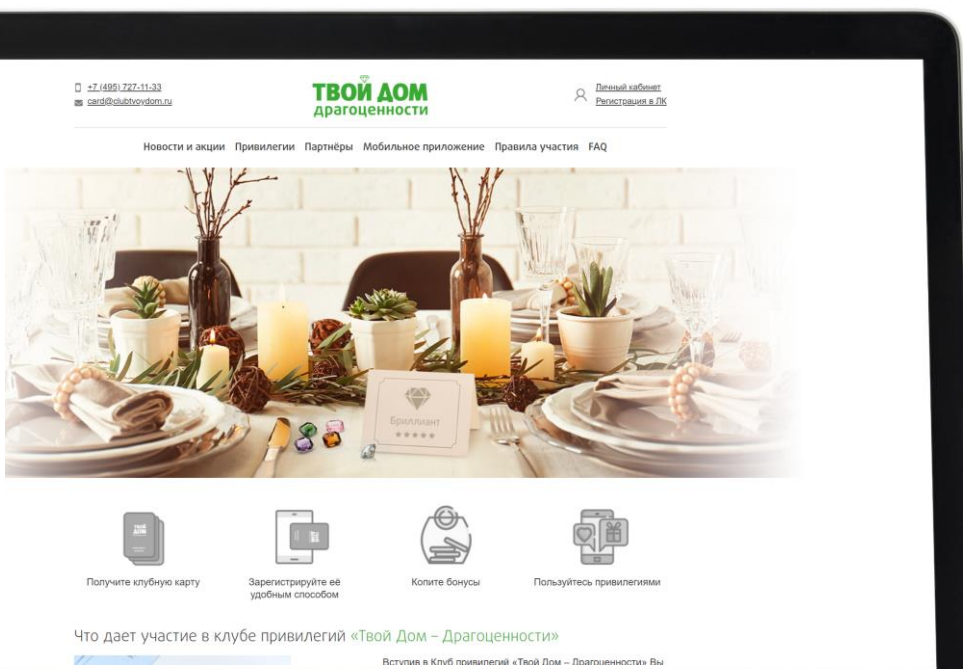 +7 (495) 727-11-33
card@clubtvoydom.ru
ТВОЙ ДОМ
драгоценности
Личный кабинет
Регистрация в ЛК
Новости и акции Привилегии Партнёры Мобильное приложение Правила участия FAQ
Бриллиант
ТВОЙ
ДОМ
Получите клубную карту
Зарегистрируйте её
удобным способом
Копите бонусы
Пользуйтесь привилегиями
Что дает участие в клубе привилегий «Твой Дом – Драгоценности»
Вступив в Клуб привилегий «Твой Дом – Драгоценности» Вы